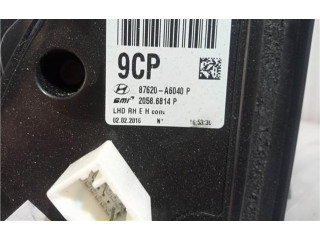 9CP
87620-A6040 P
SMR 2058.6814 P
LHD RH E H conv
02.02.2016 N°